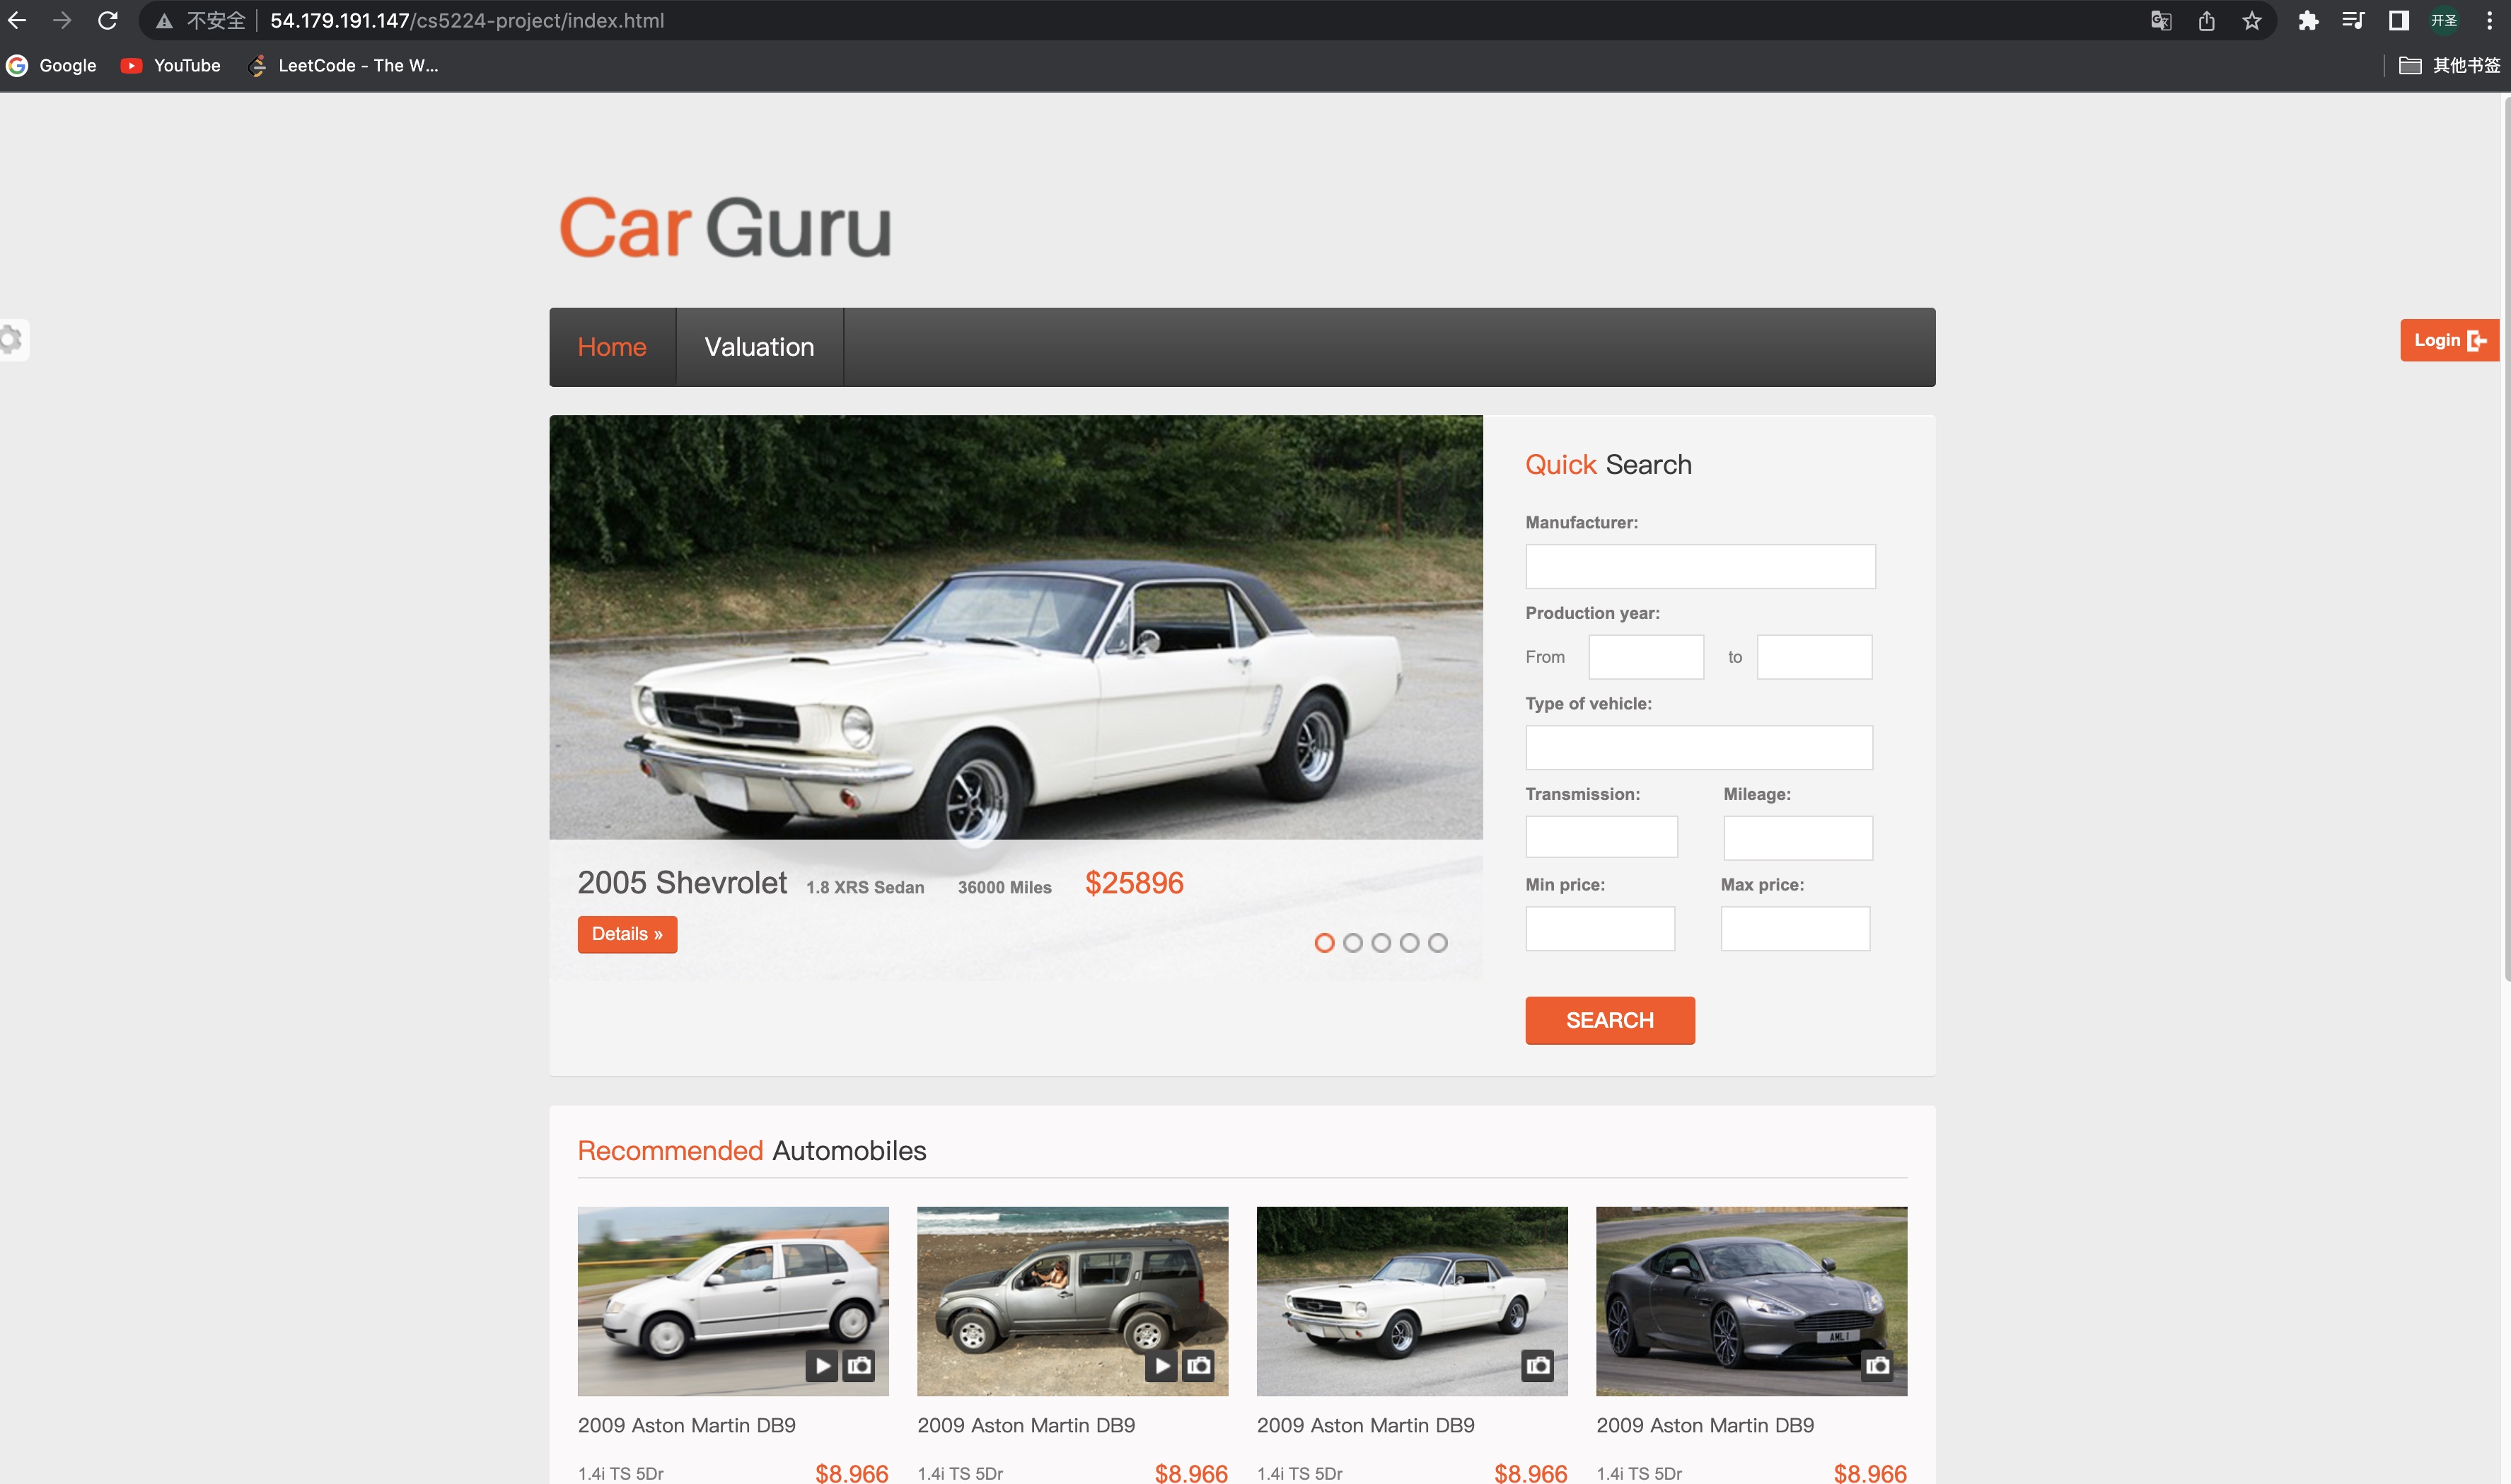 不安全 54.179.191.147/cs5224-project/index.html 开圣
Google YouTube LeetCode - The W... 其他书签
Car Guru
Home Valuation
Login
Quick Search
Manufacturer:
Production year:
From to
Type of vehicle:
Transmission: Mileage:
Min price: Max price:
SEARCH
2005 Shevrolet 1.8 XRS Sedan 36000 Miles $25896
Details »
Recommended Automobiles
AML 1
2009 Aston Martin DB9 2009 Aston Martin DB9 2009 Aston Martin DB9 2009 Aston Martin DB9
1.4i TS 5Dr $8.966 1.4i TS 5Dr $8.966 1.4i TS 5Dr $8.966 1.4i TS 5Dr $8.966